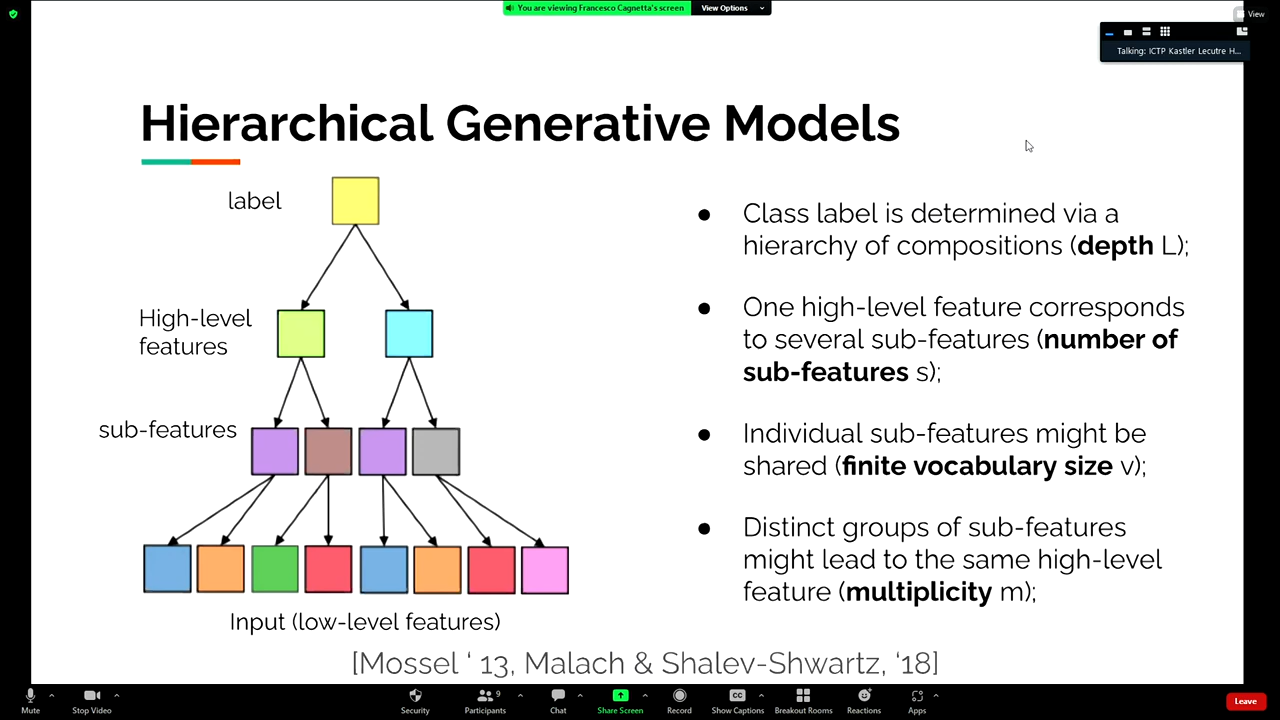 You are viewing Francesco Cagnetta's screen
View Options
View
Talking: ICTP Kastler Lecutre H...
Hierarchical Generative Models
label
High-level
features
sub-features
Input (low-level features)
Class label is determined via a
hierarchy of compositions (depth L);
One high-level feature corresponds
to several sub-features (number of
sub-features s);
Individual sub-features might be
shared (finite vocabulary size v);
Distinct groups of sub-features
might lead to the same high-level
feature (multiplicity m);
[Mossel ‘ 13, Malach & Shalev-Shwartz, ‘18]
Mute
Stop Video
Security
Participants
9
Chat
Share Screen
Record
CC
Show Captions
Breakout Rooms
Reactions
Apps
Leave